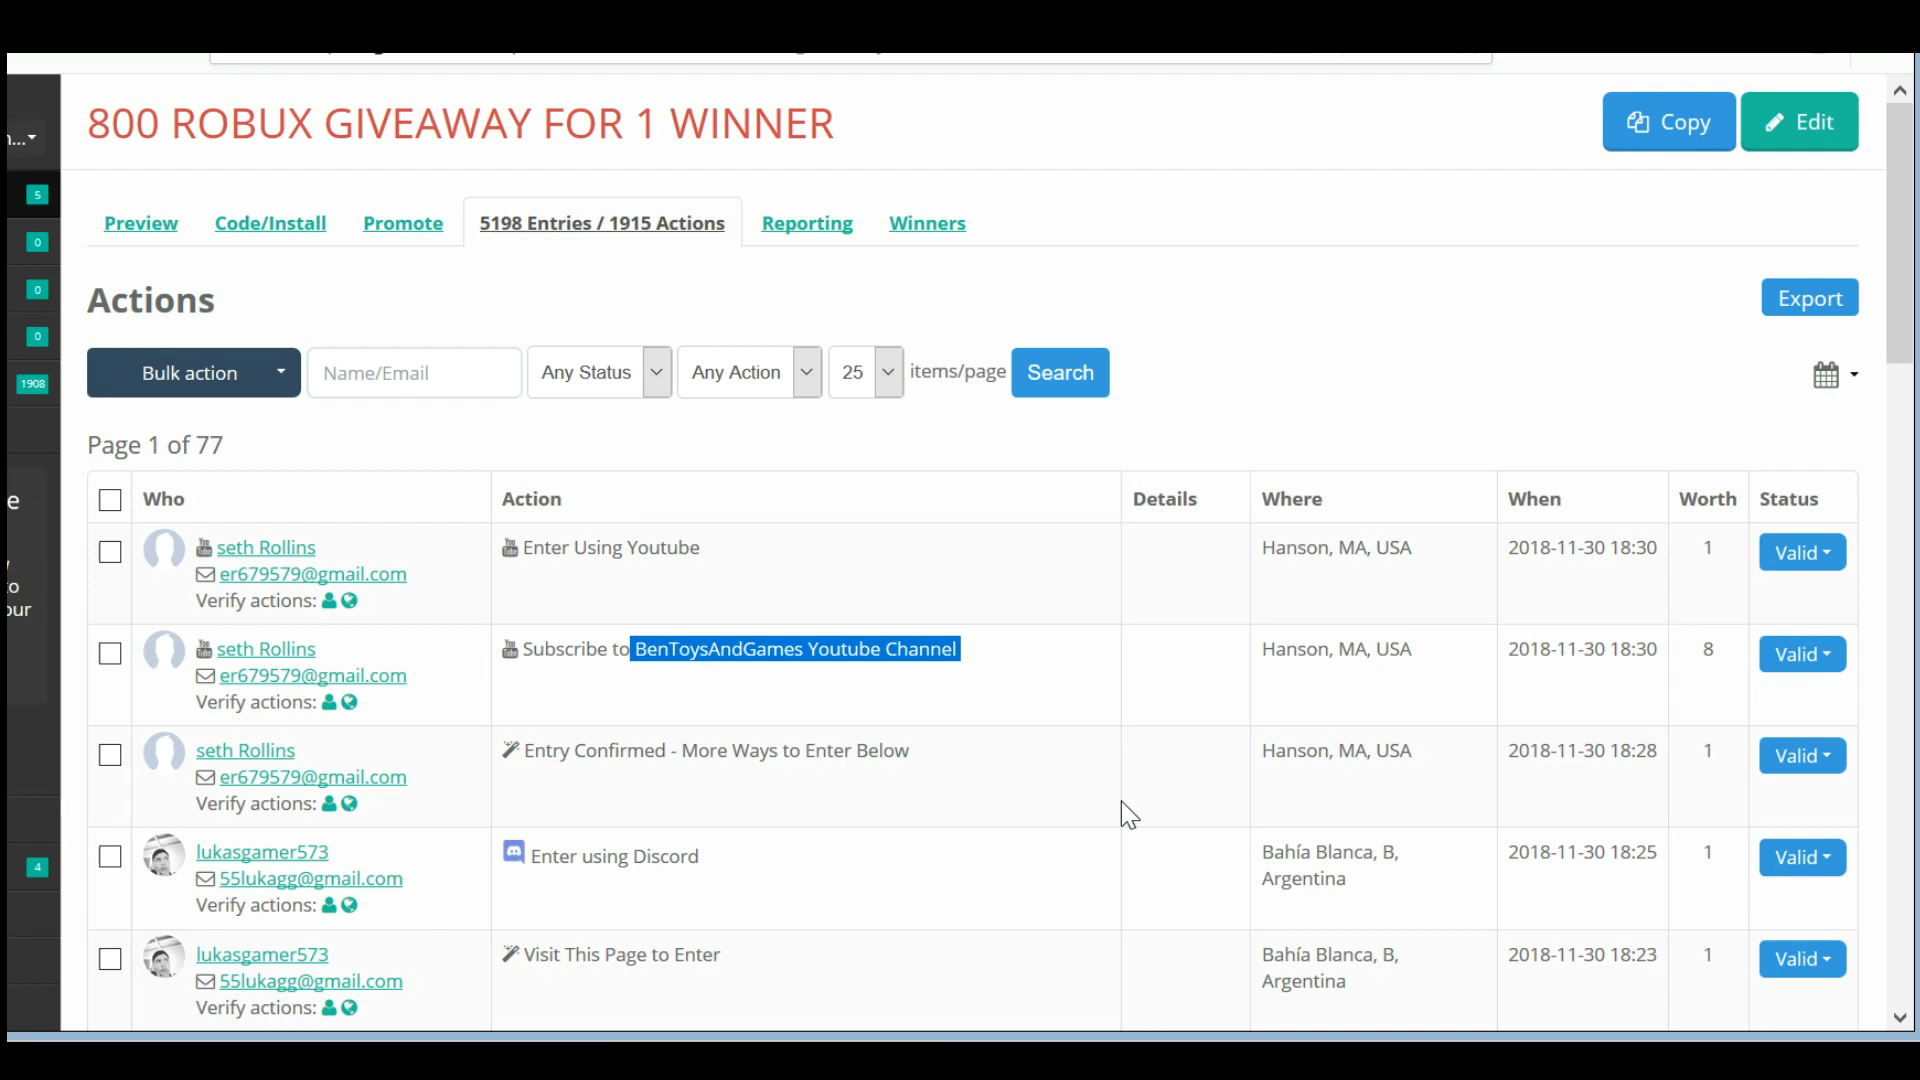 800 ROBUX GIVEAWAY FOR 1 WINNER
Copy
Edit
n...
5
0
0
0
1908
e
to
our
4
Preview
Code/Install
Promote
5198 Entries / 1915 Actions
Reporting
Winners
Actions
Export
Bulk action
Name/Email
Any Status
Any Action
25
items/page
Search
Page 1 of 77
Who Action Details Where When Worth Status
seth Rollins Enter Using Youtube Hanson, MA, USA 2018-11-30 18:30 1 Valid
er679579@gmail.com
Verify actions:
seth Rollins Subscribe to BenToysAndGames Youtube Channel Hanson, MA, USA 2018-11-30 18:30 8 Valid
er679579@gmail.com
Verify actions:
seth Rollins Entry Confirmed - More Ways to Enter Below Hanson, MA, USA 2018-11-30 18:28 1 Valid
er679579@gmail.com
Verify actions:
lukasgamer573 Enter using Discord Bahía Blanca, B, 2018-11-30 18:25 1 Valid
55lukagg@gmail.com Argentina
Verify actions:
lukasgamer573 Visit This Page to Enter Bahía Blanca, B, 2018-11-30 18:23 1 Valid
55lukagg@gmail.com Argentina
Verify actions: